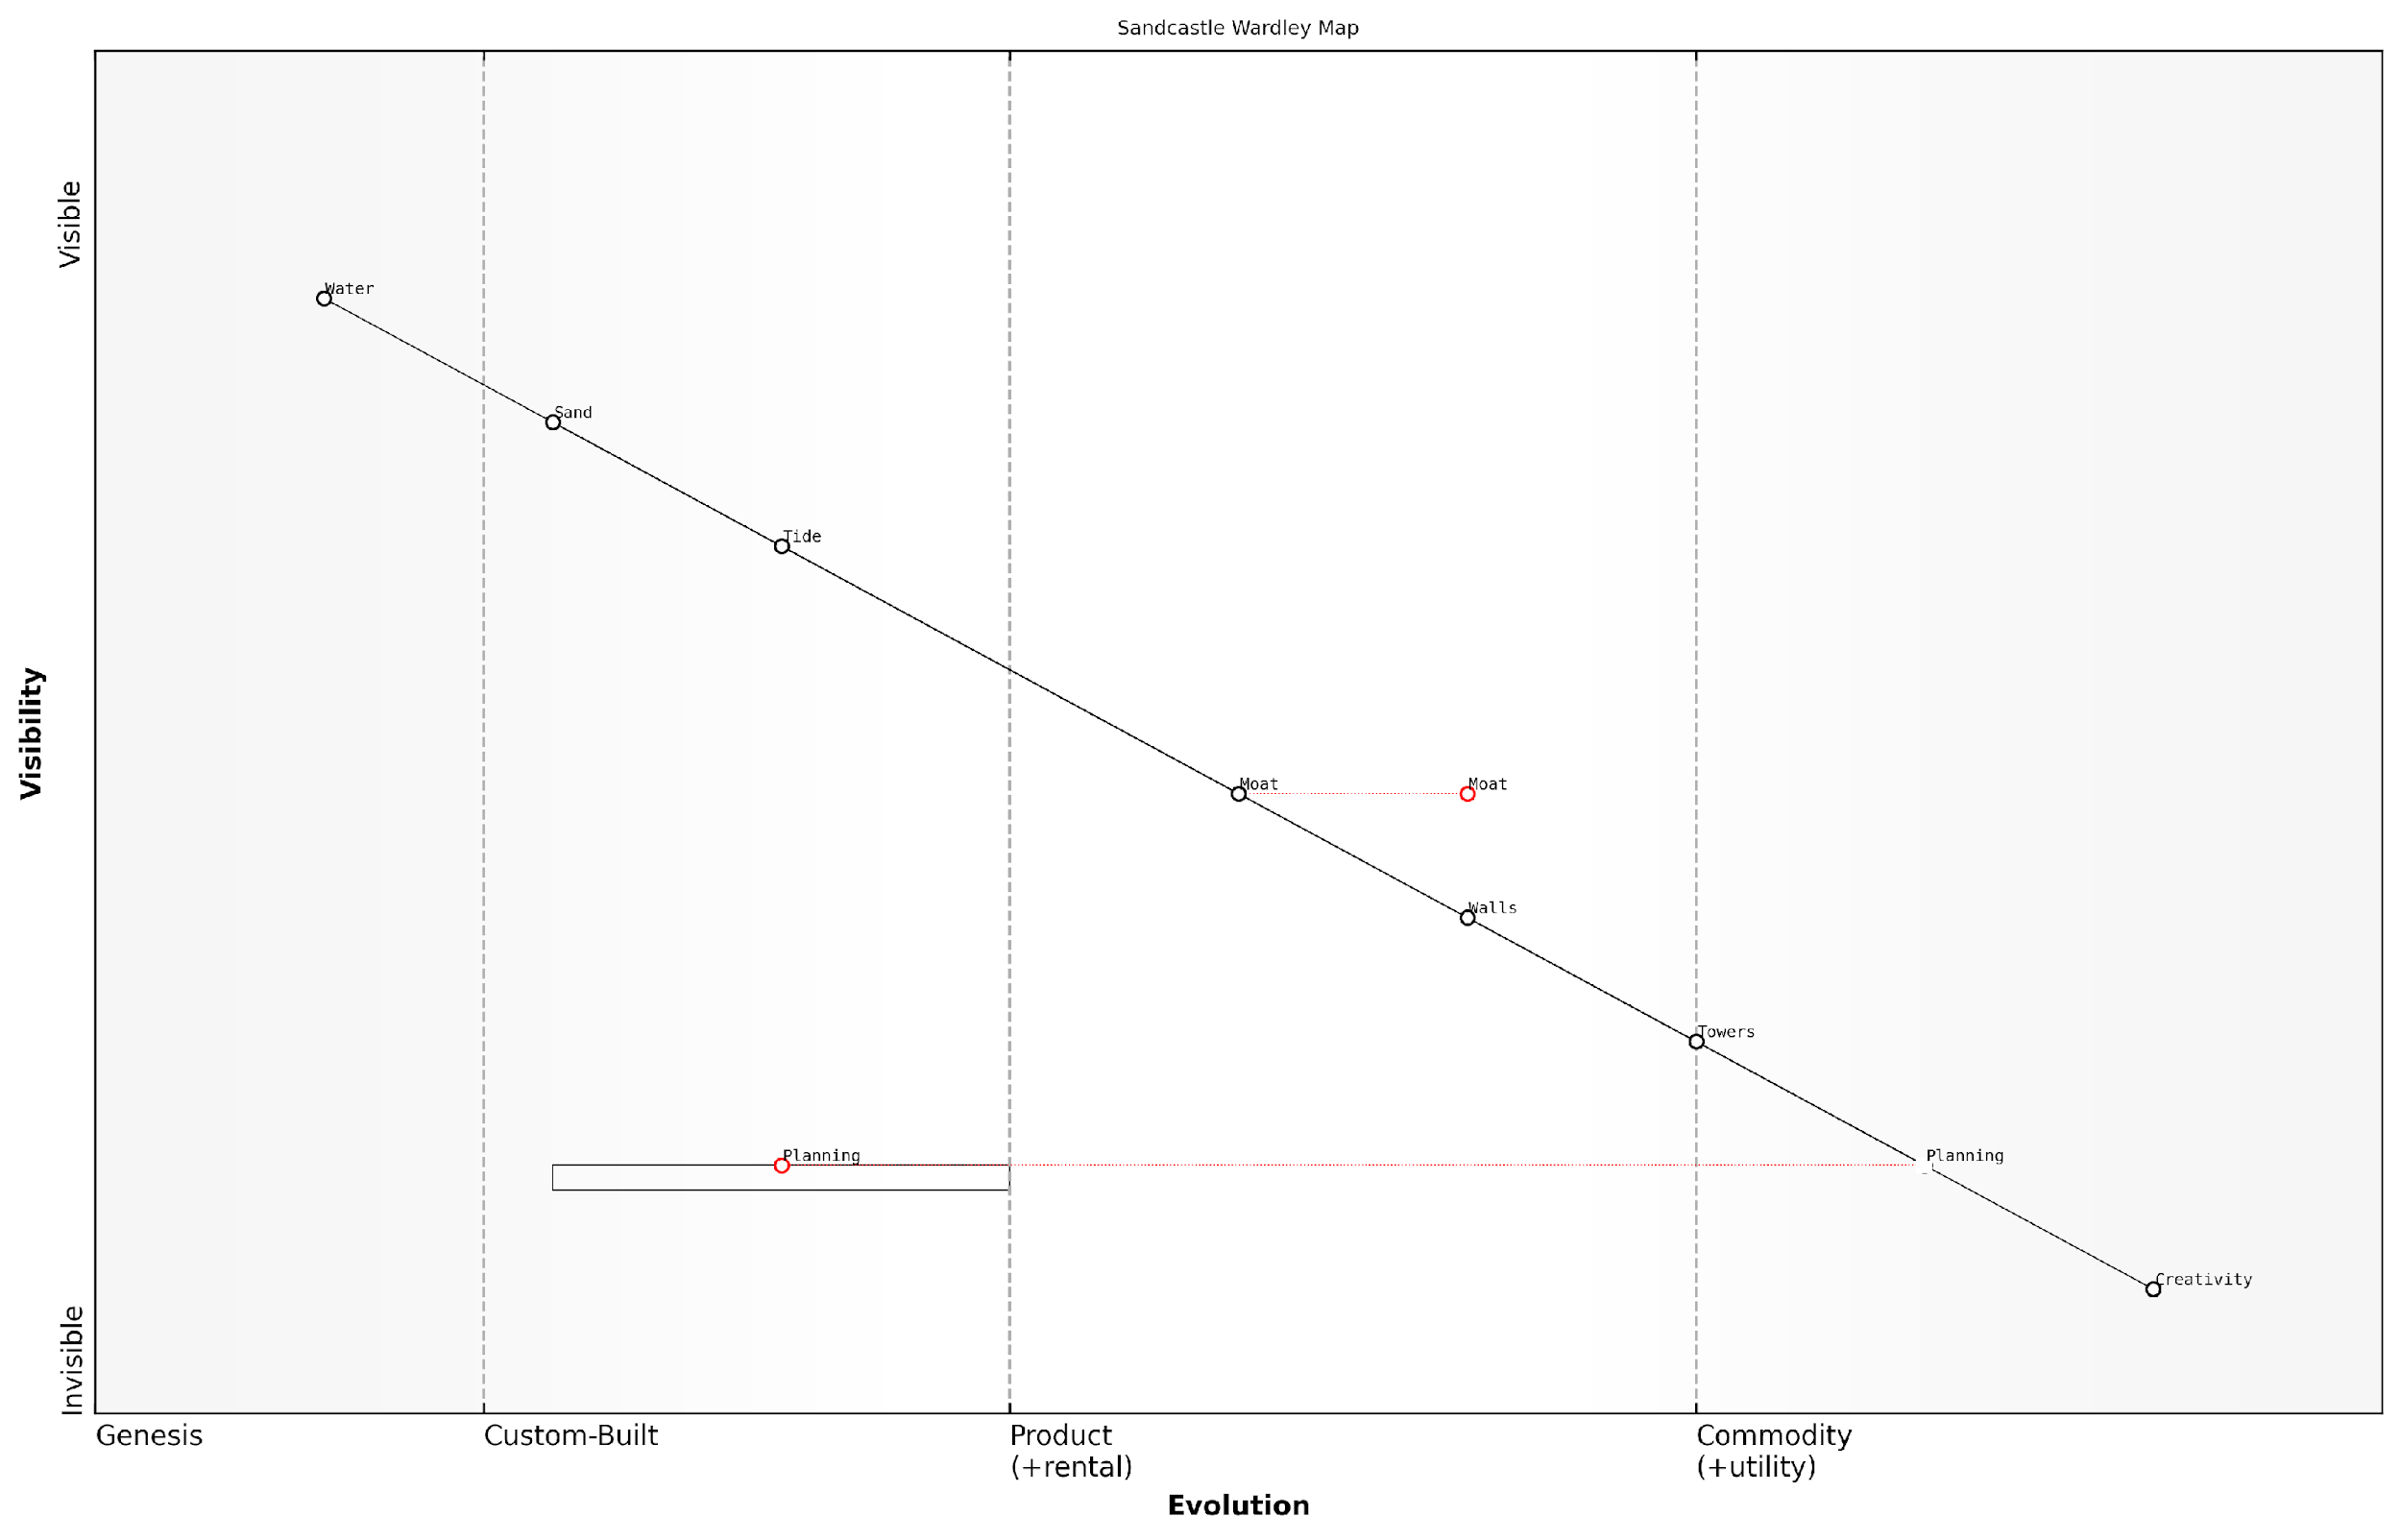 Sandcastle Wardley Map
Visible
Water
Sand
Tide
Visibility
Moat
Moat
Walls
Towers
Planning
Planning
Creativity
Invisible
Genesis
Custom-Built
Product
(+rental)
Commodity
(+utility)
Evolution